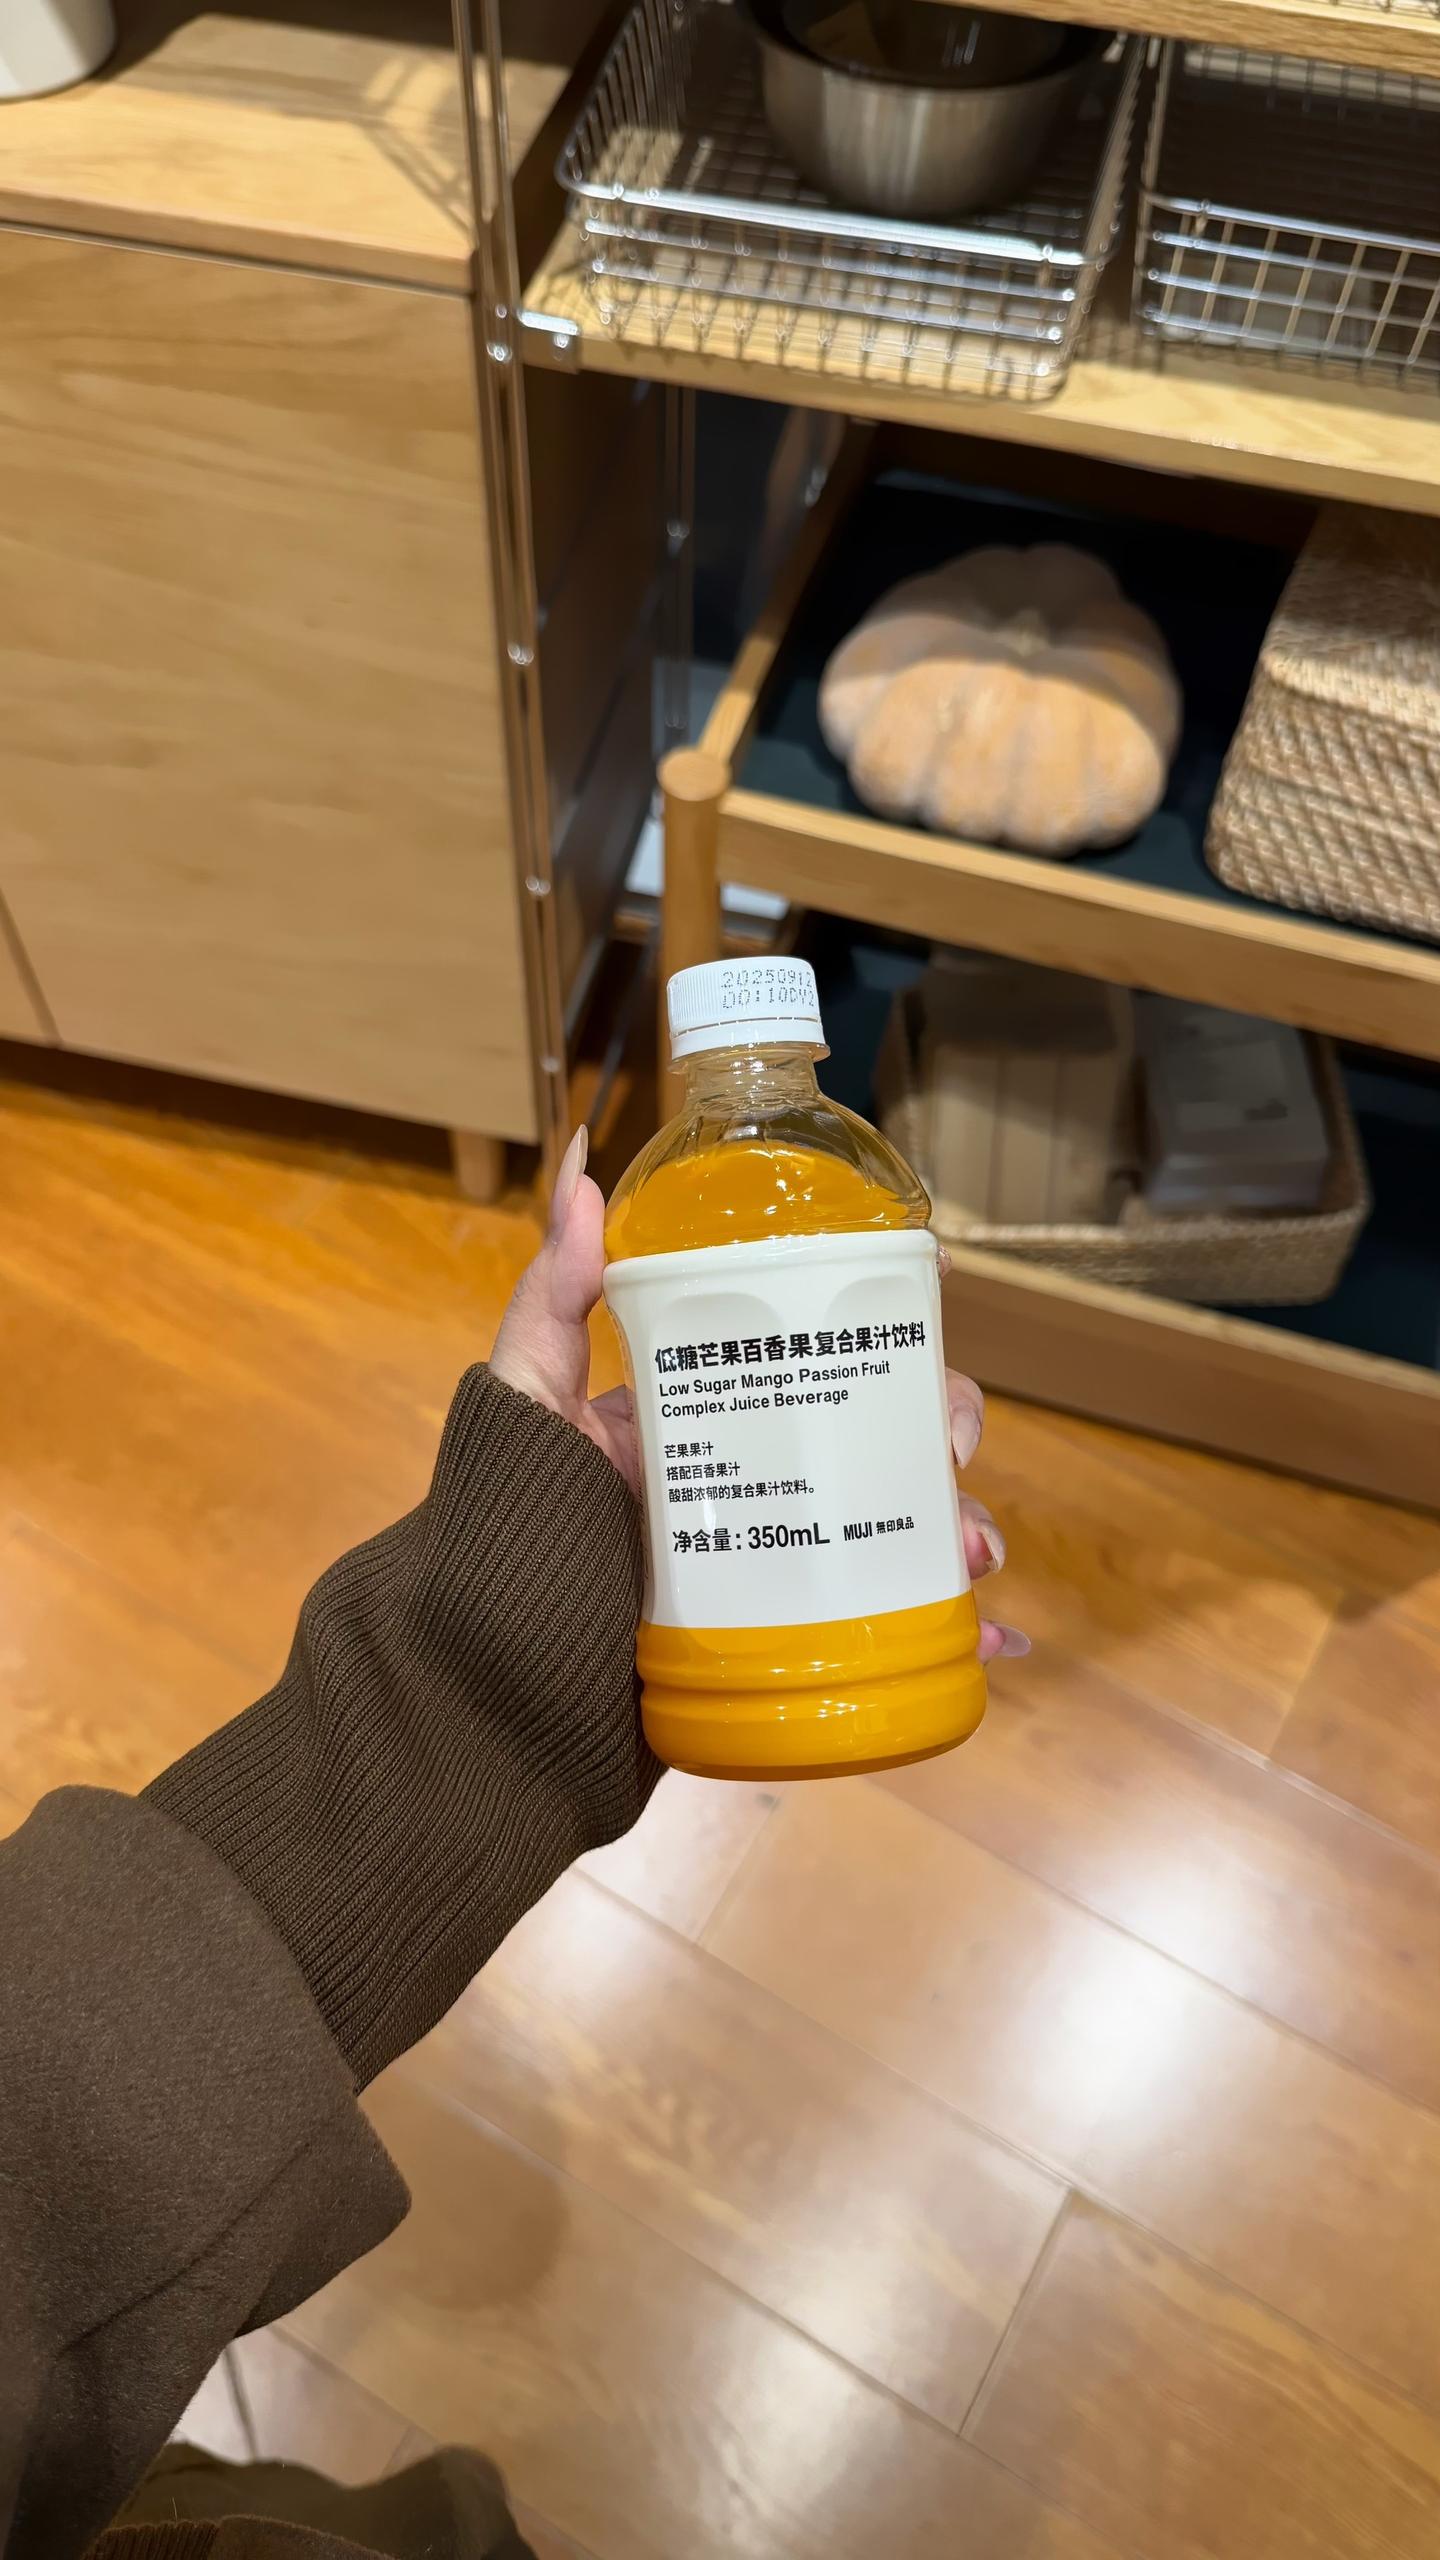 20250912
00:10DY2
低糖芒果百香果复合果汁饮料
Low Sugar Mango Passion Fruit
Complex Juice Beverage
芒果果汁
搭配百香果汁
酸甜浓郁的复合果汁饮料。
净含量:350mL MUJI 無印良品